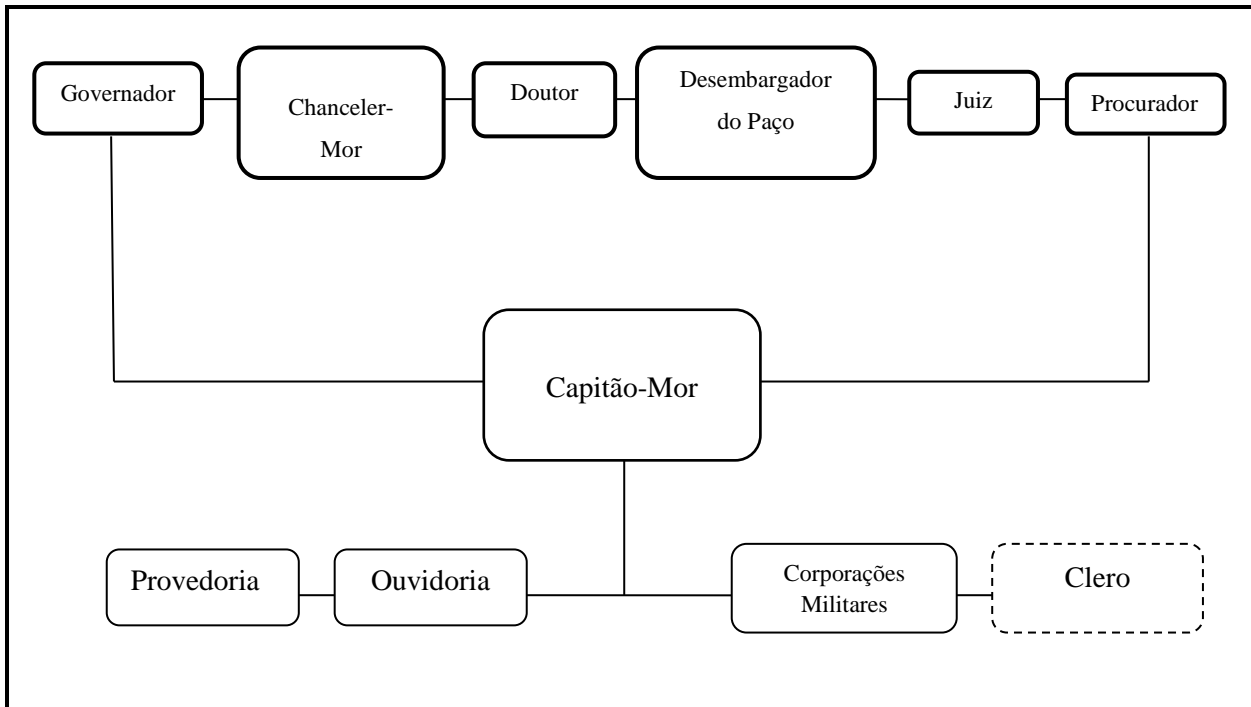 Governador
Chanceler-
Mor
Doutor
Desembargador
do Paço
Juiz
Procurador
Capitão-Mor
Provedoria
Ouvidoria
Corporações
Militares
Clero